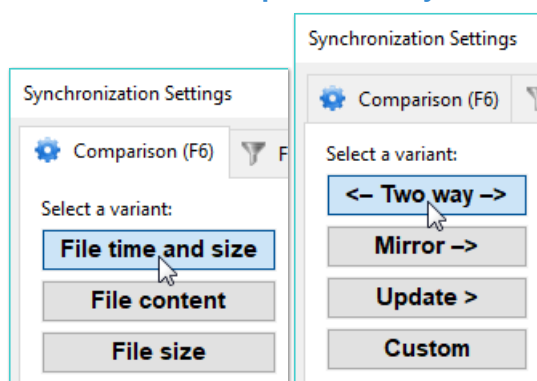 Synchronization Settings
Comparison (F6)
F
Select a variant:
File time and size
File content
File size
Synchronization Settings
Comparison (F6)
Select a variant:
<– Two way –>
Mirror –>
Update >
Custom